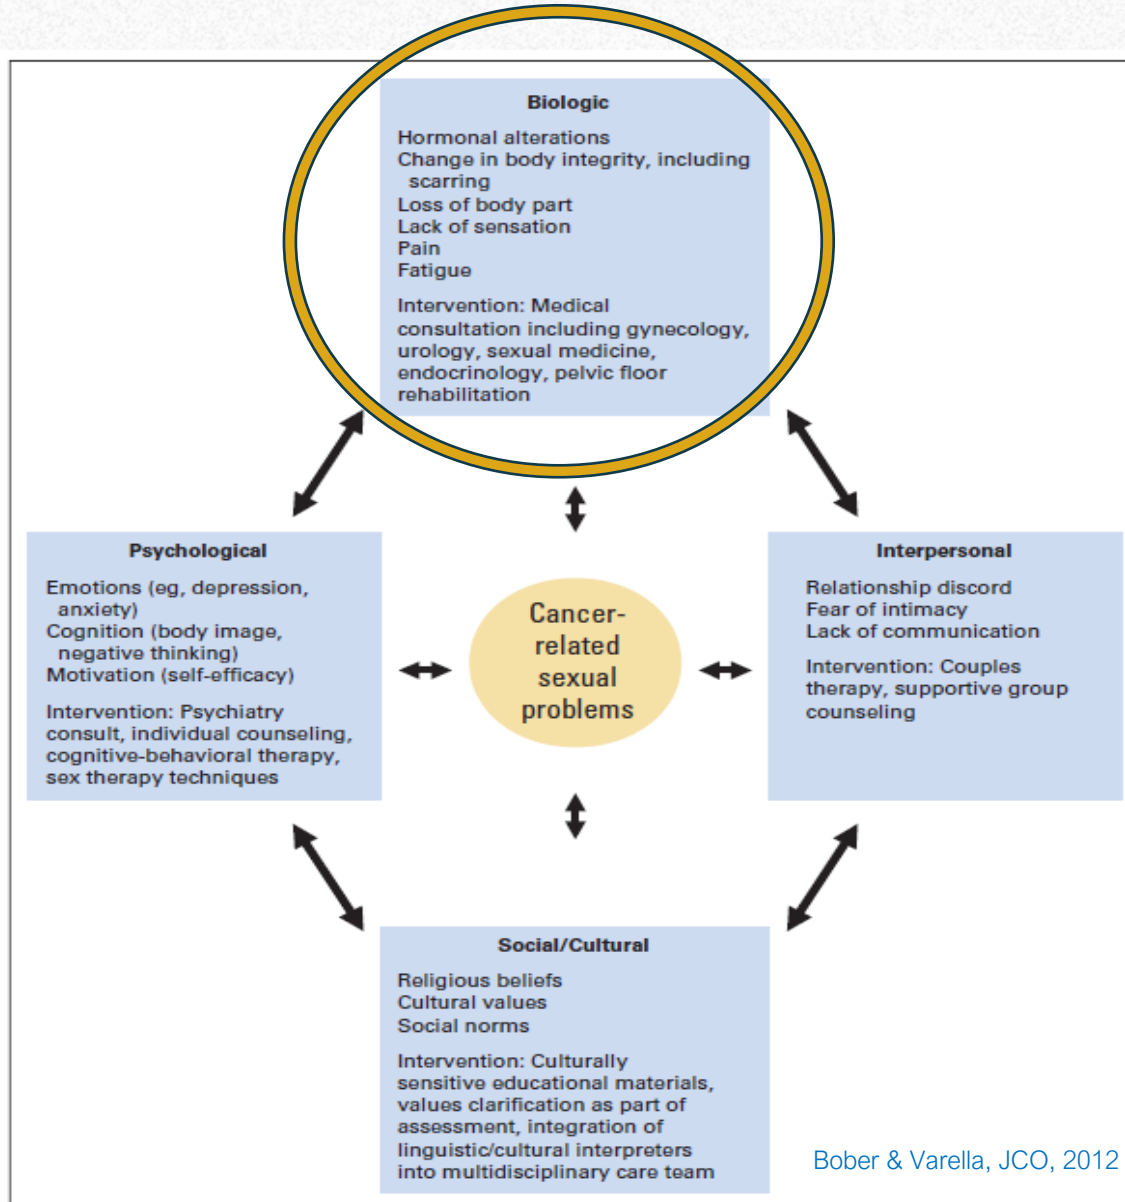 Biologic
Hormonal alterations
Change in body integrity, including
scarring
Loss of body part
Lack of sensation
Pain
Fatigue
Intervention: Medical
consultation including gynecology,
urology, sexual medicine,
endocrinology, pelvic floor
rehabilitation
Psychological
Emotions (eg, depression,
anxiety)
Cognition (body image,
negative thinking)
Motivation (self-efficacy)
Intervention: Psychiatry
consult, individual counseling,
cognitive-behavioral therapy,
sex therapy techniques
Cancer-
related
sexual
problems
Interpersonal
Relationship discord
Fear of intimacy
Lack of communication
Intervention: Couples
therapy, supportive group
counseling
Social/Cultural
Religious beliefs
Cultural values
Social norms
Intervention: Culturally
sensitive educational materials,
values clarification as part of
assessment, integration of
linguistic/cultural interpreters
into multidisciplinary care team
Bober & Varella, JCO, 2012